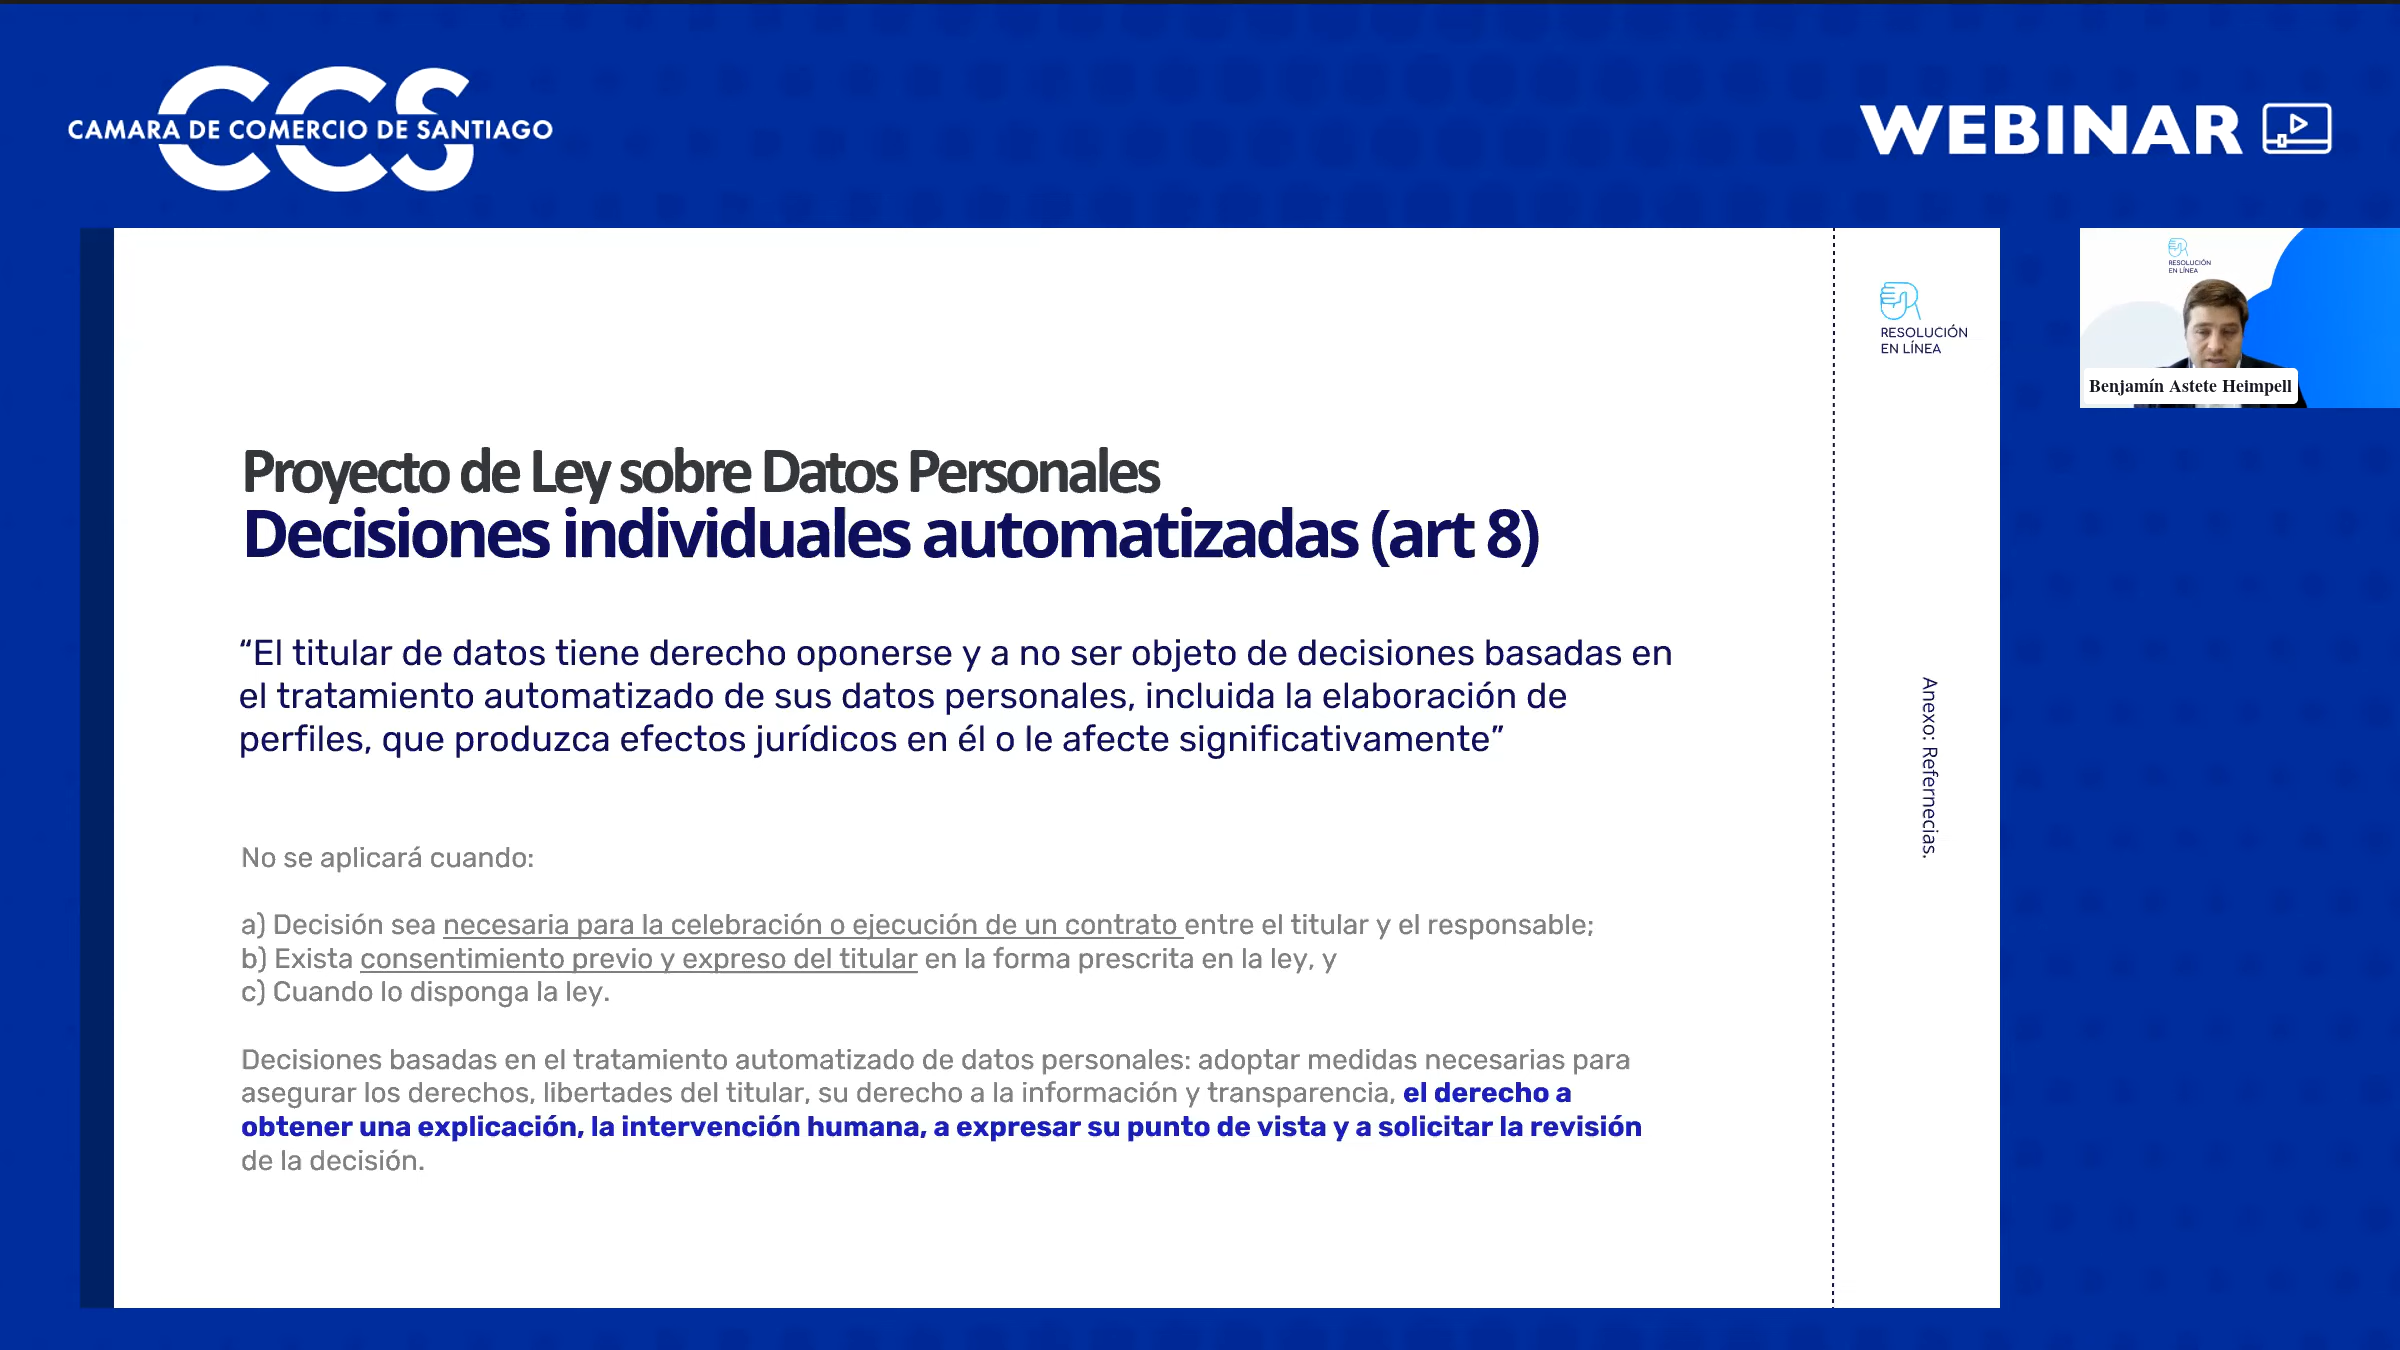 CCS
CAMARA DE COMERCIO DE SANTIAGO
WEBINAR
RESOLUCIÓN
EN LÍNEA
RESOLUCIÓN
EN LÍNEA
Benjamín Astete Heimpell
Proyecto de Ley sobre Datos Personales
Decisiones individuales automatizadas (art 8)
“El titular de datos tiene derecho oponerse y a no ser objeto de decisiones basadas en
el tratamiento automatizado de sus datos personales, incluida la elaboración de
perfiles, que produzca efectos jurídicos en él o le afecte significativamente”
Anexo: Refernecias.
No se aplicará cuando:
a) Decisión sea necesaria para la celebración o ejecución de un contrato entre el titular y el responsable;
b) Exista consentimiento previo y expreso del titular en la forma prescrita en la ley, y
c) Cuando lo disponga la ley.
Decisiones basadas en el tratamiento automatizado de datos personales: adoptar medidas necesarias para
asegurar los derechos, libertades del titular, su derecho a la información y transparencia, el derecho a
obtener una explicación, la intervención humana, a expresar su punto de vista y a solicitar la revisión
de la decisión.